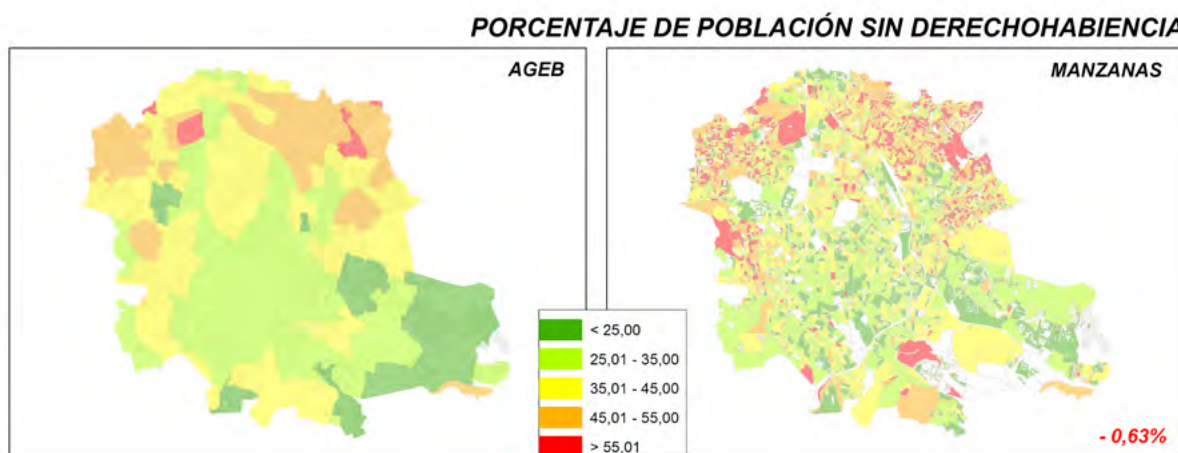 PORCENTAJE DE POBLACIÓN SIN DERECHOHABIENCIA
AGEB
MANZANAS
< 25,00
25,01 - 35,00
35,01 - 45,00
45,01 - 55,00
> 55,01
- 0,63%